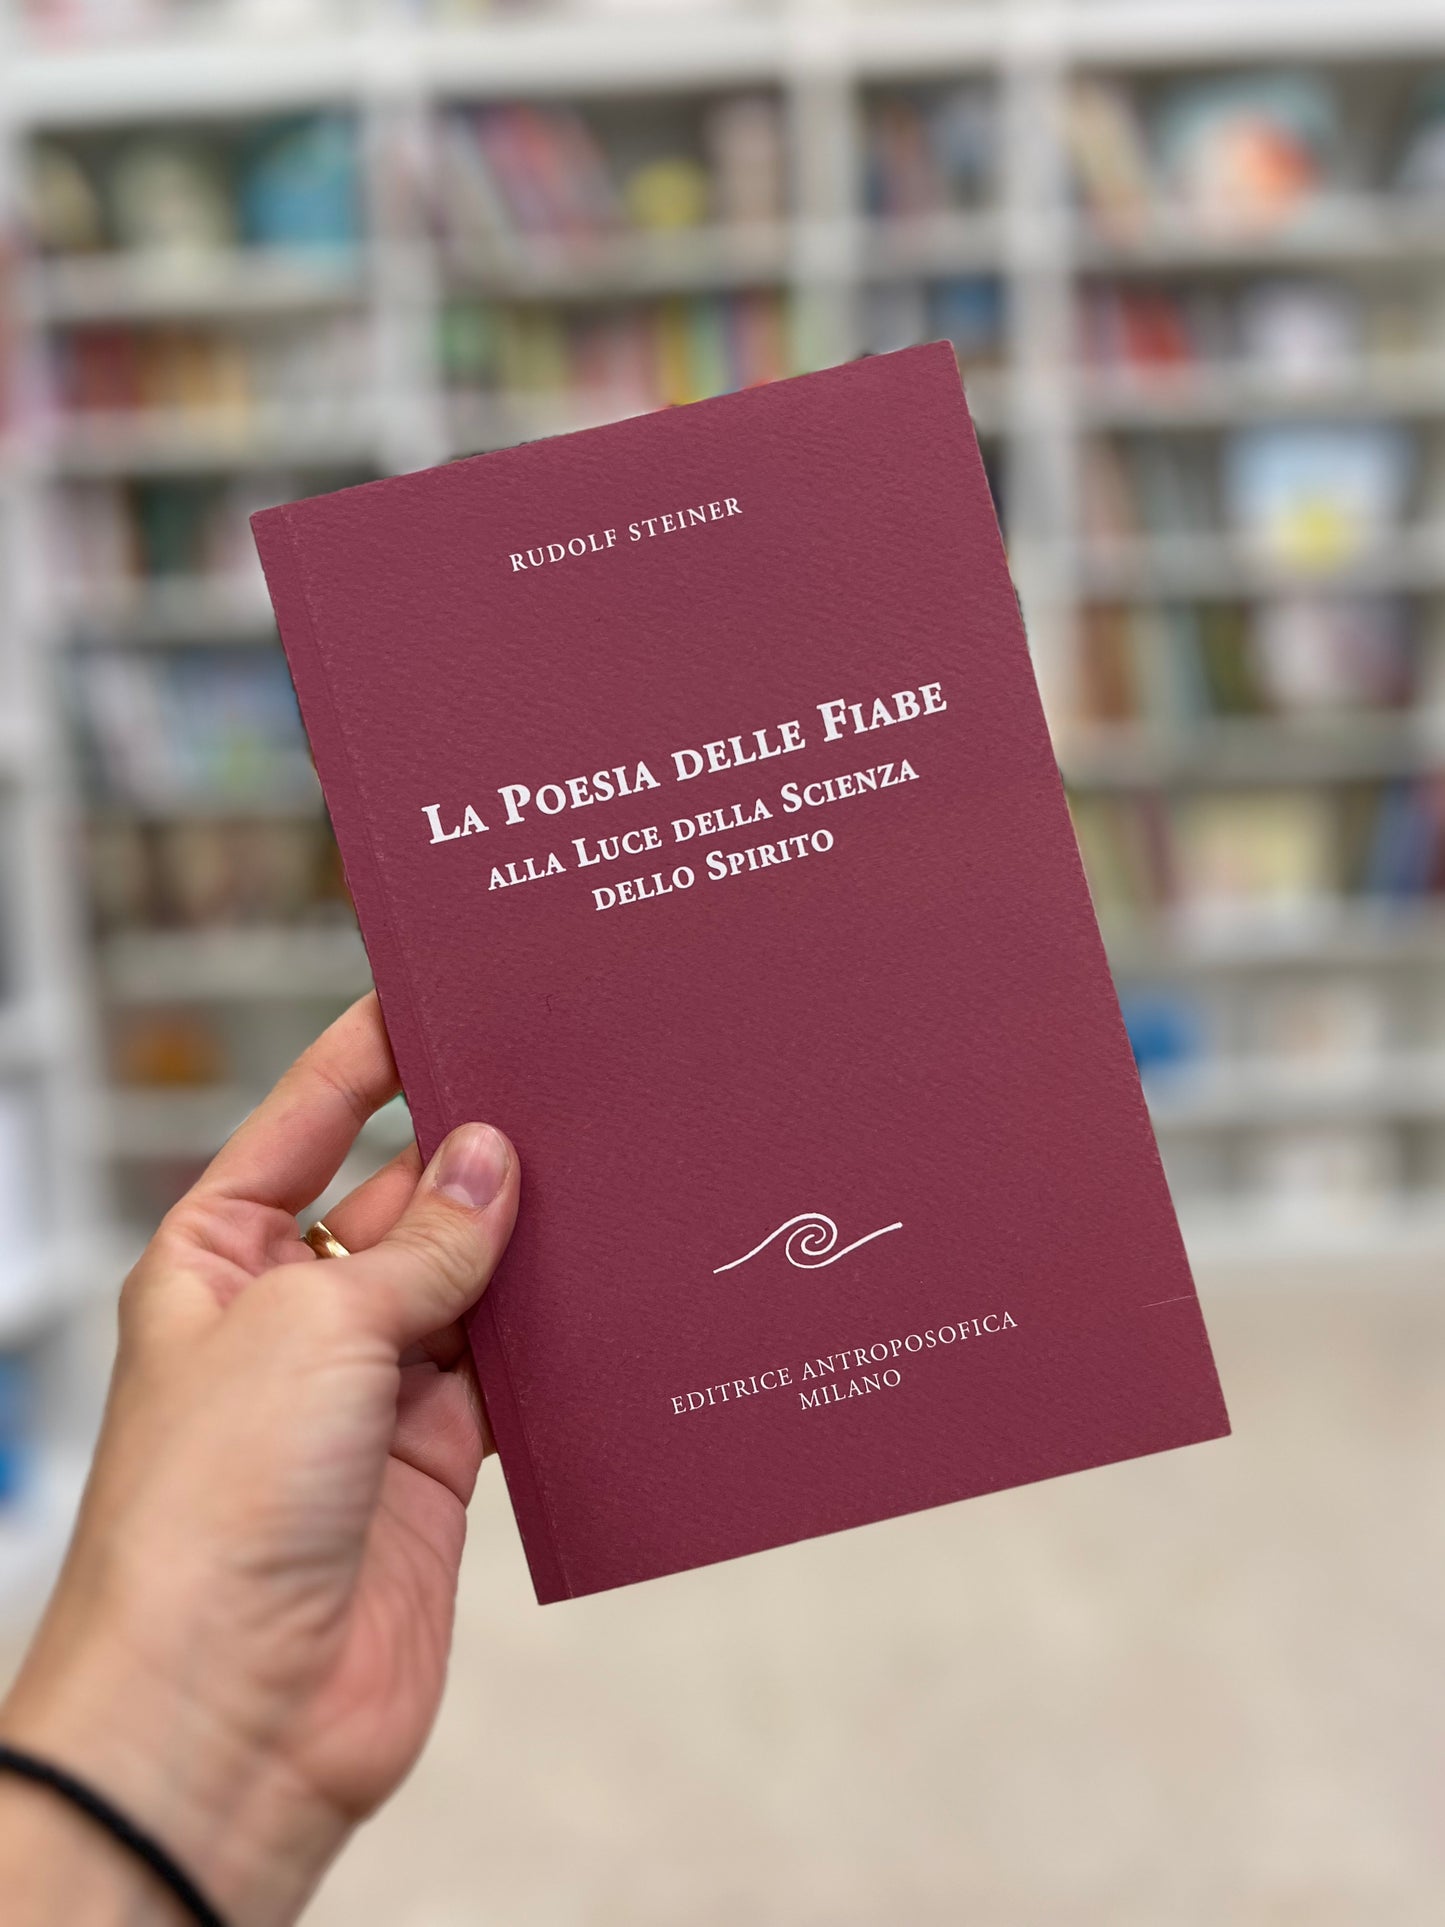 RUDOLF STEINER
La Poesia delle Fiabe
alla Luce della Scienza
dello Spirito
EDITRICE ANTROPOSOFICA
MILANO